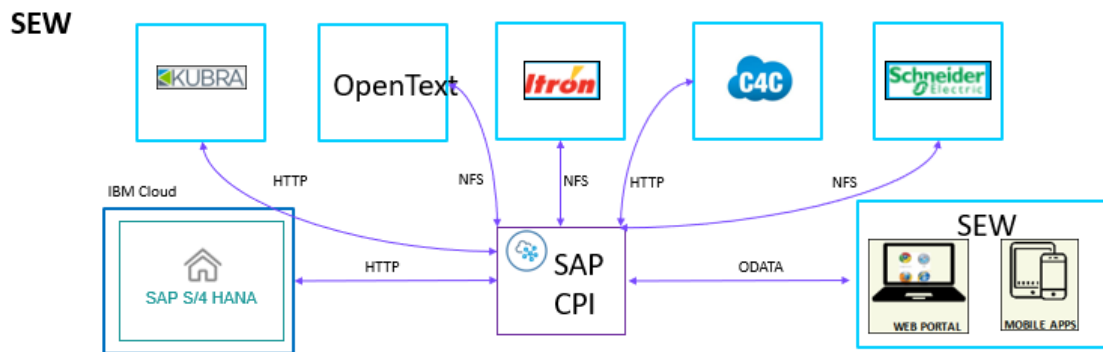 SEW
KUBRA
OpenText
Itron
C4C
Schneider
Electric
HTTP
NFS
NFS
HTTP
NFS
IBM Cloud
SAP S/4 HANA
HTTP
SAP
CPI
ODATA
SEW
WEB PORTAL
MOBILE APPS